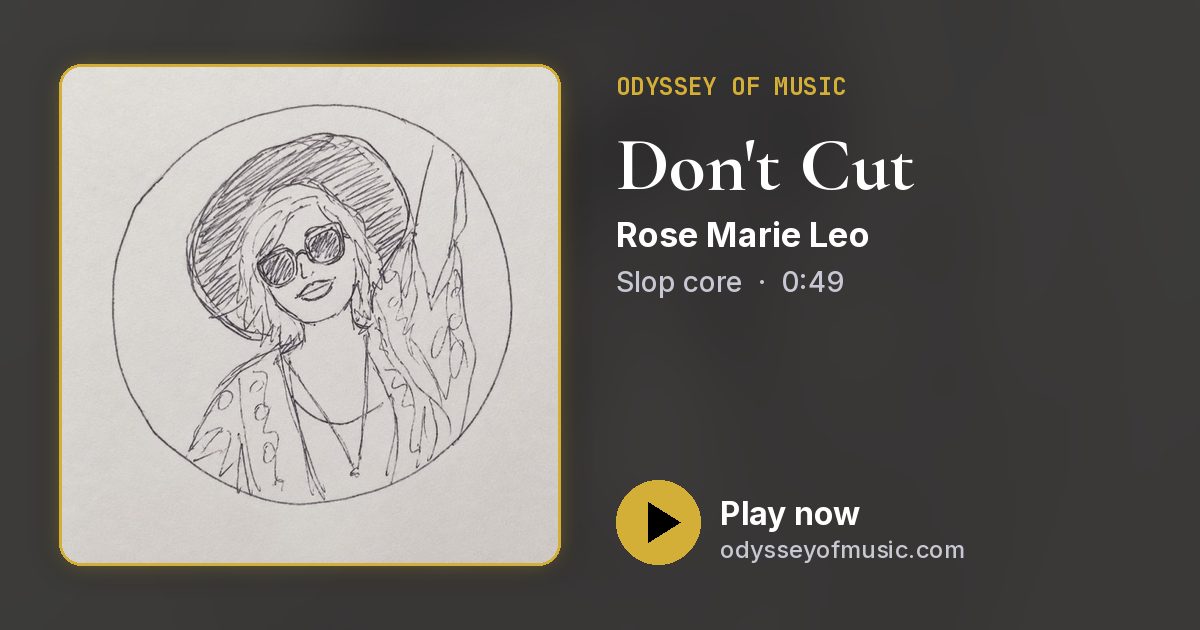 ODYSSEY OF MUSIC
Don't Cut
Rose Marie Leo
Slop core · 0:49
Play now
odysseyofmusic.com